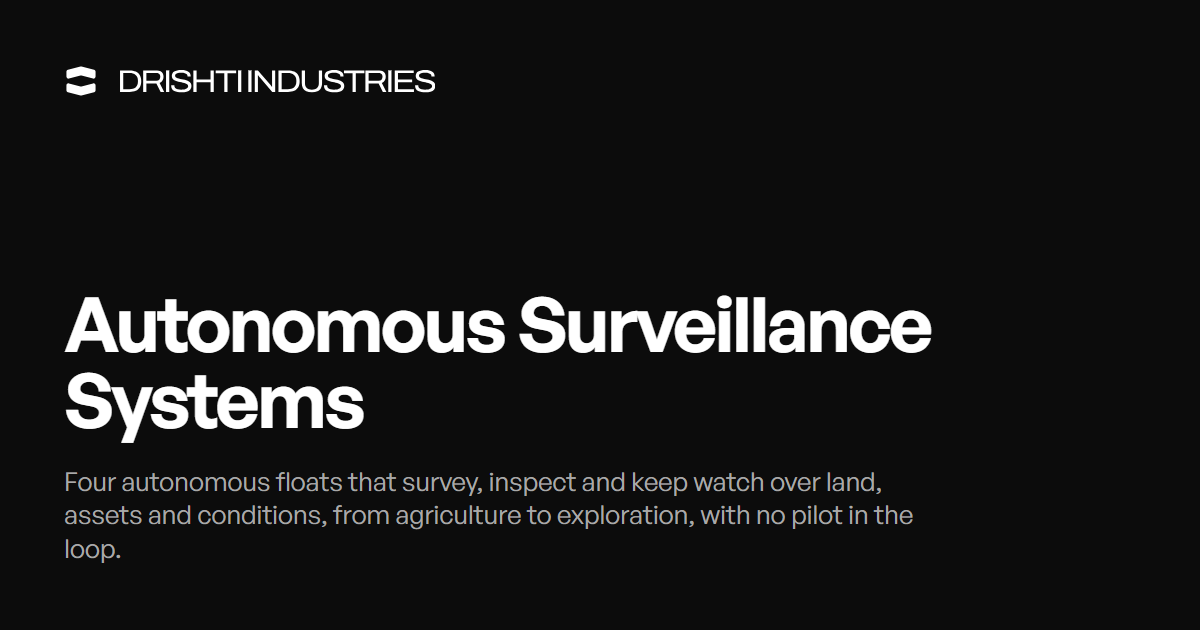 DRISHTI INDUSTRIES
Autonomous Surveillance
Systems
Four autonomous floats that survey, inspect and keep watch over land,
assets and conditions, from agriculture to exploration, with no pilot in the
loop.